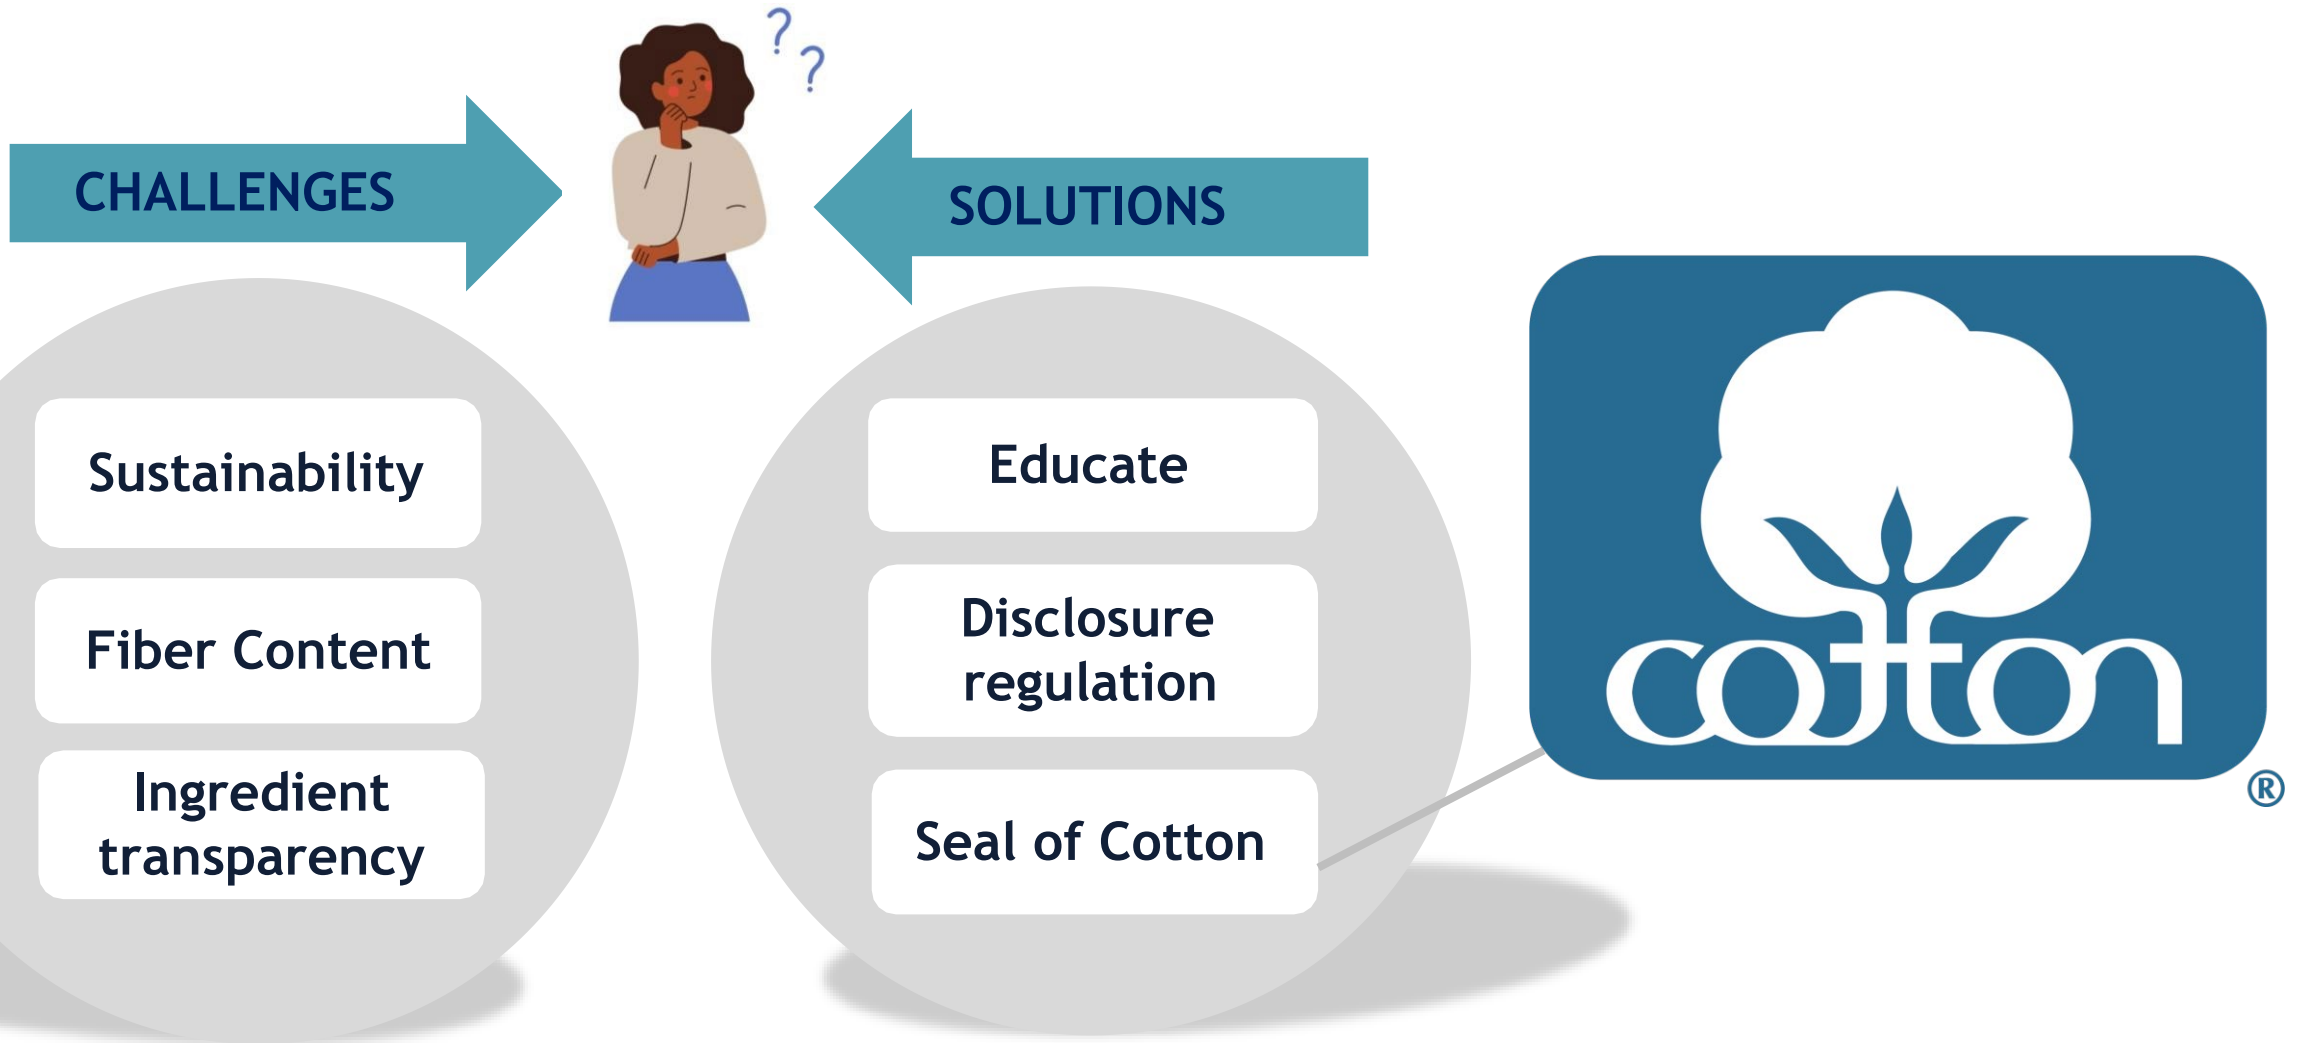 ??
CHALLENGES
SOLUTIONS
Sustainability
Fiber Content
Ingredient
transparency
Educate
Disclosure
regulation
Seal of Cotton
cotton
®